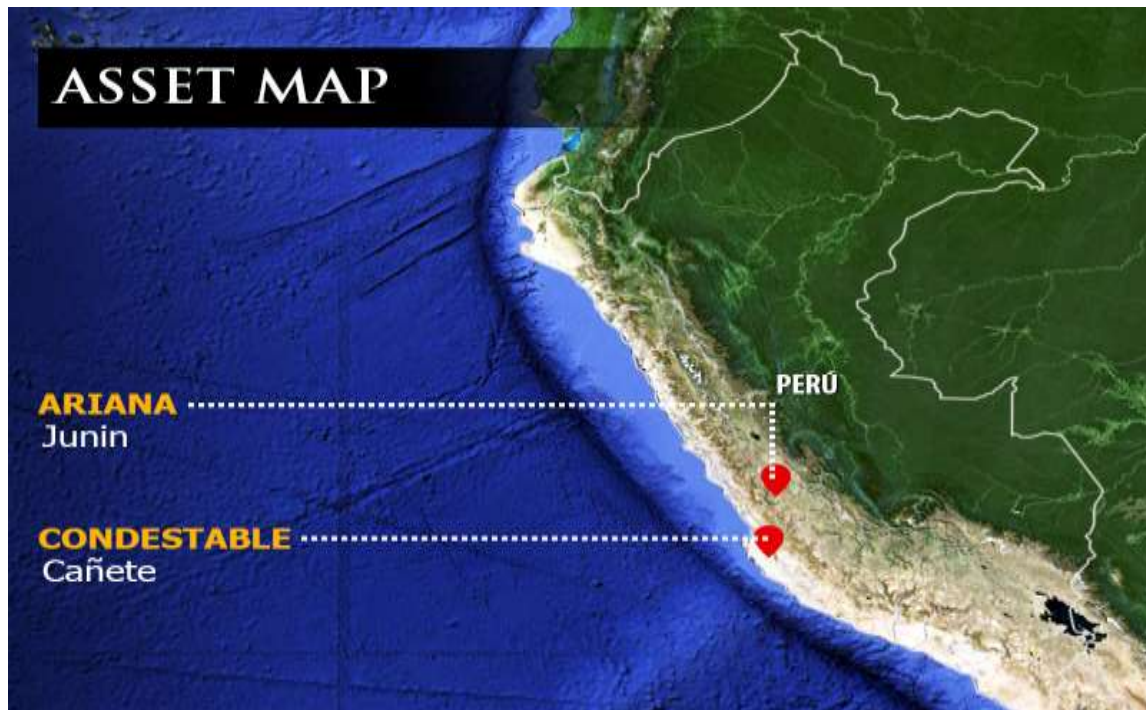 ASSET MAP
PERÚ
ARIANA
Junin
CONDESTABLE
Cañete